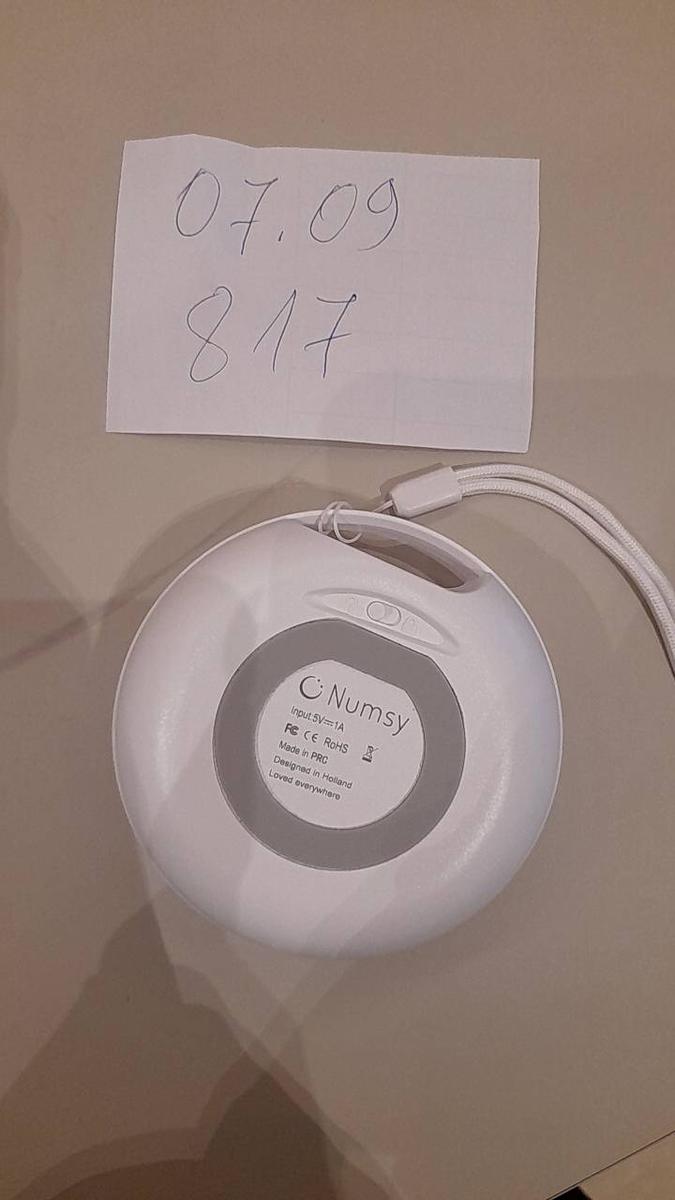 07.09
817
Numsy
Input:5V⎓1A
FC CE RoHS
Made in PRC
Designed in Holland
Loved everywhere